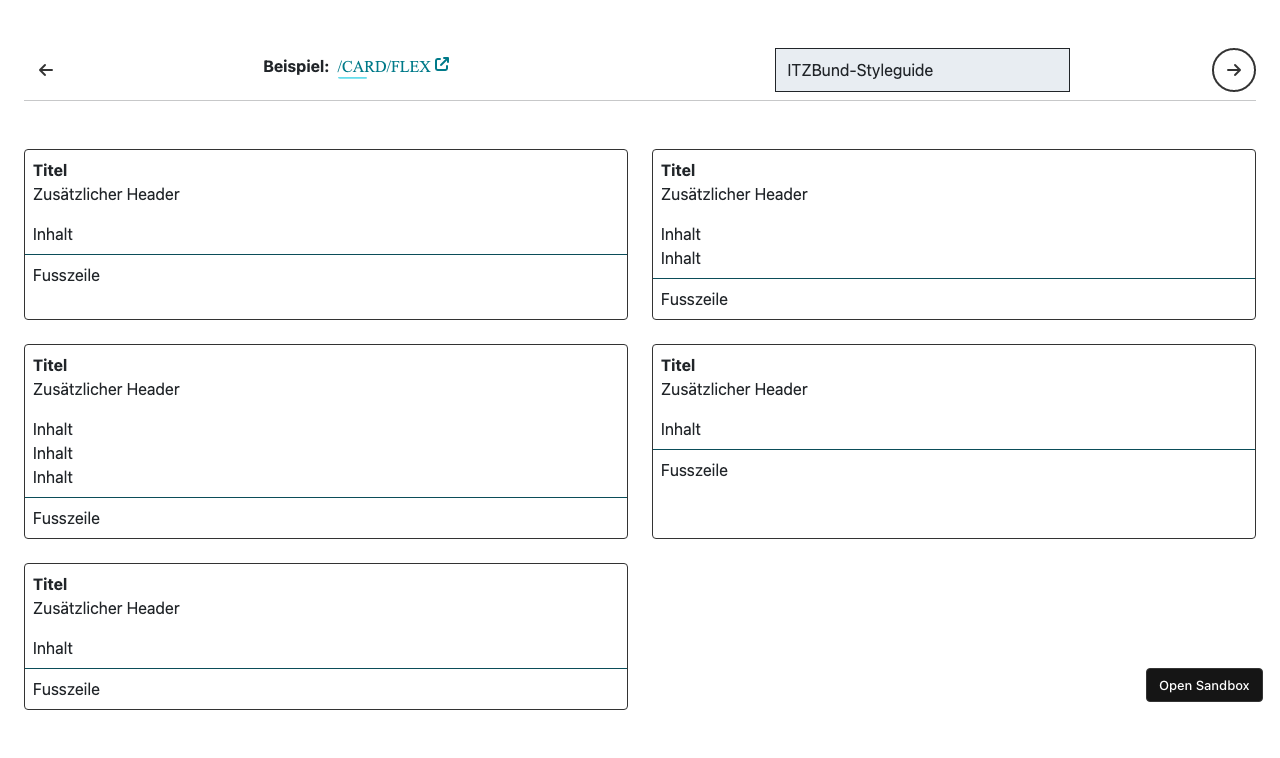 Beispiel: /CARD/FLEX
ITZBund-Styleguide
Titel
Zusätzlicher Header
Inhalt
Fusszeile
Titel
Zusätzlicher Header
Inhalt
Inhalt
Fusszeile
Titel
Zusätzlicher Header
Inhalt
Inhalt
Inhalt
Fusszeile
Titel
Zusätzlicher Header
Inhalt
Fusszeile
Titel
Zusätzlicher Header
Inhalt
Fusszeile
Open Sandbox